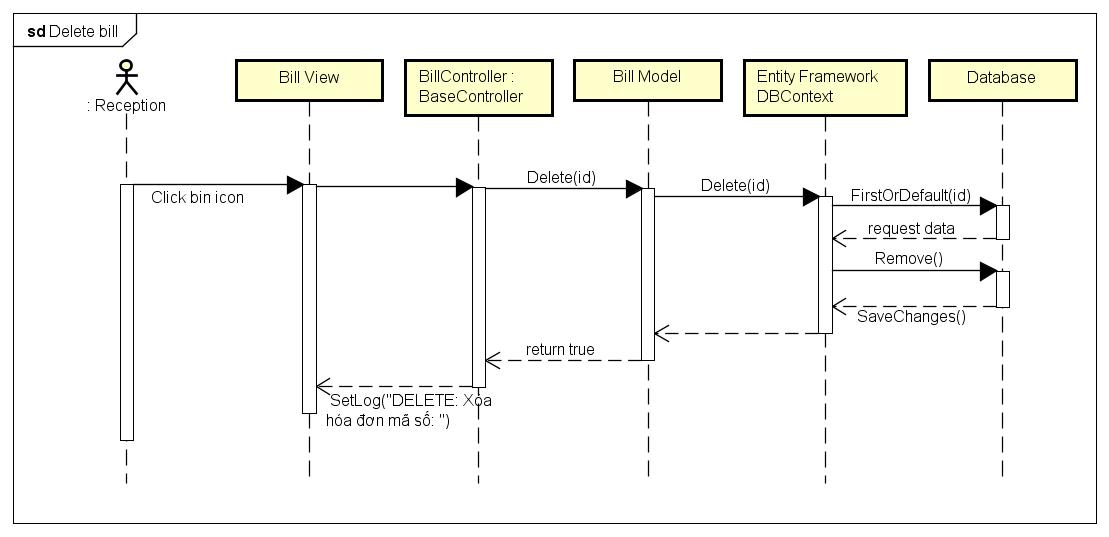 sd Delete bill
: Reception
Bill View
BillController :
BaseController
Bill Model
Entity Framework
DBContext
Database
Click bin icon
Delete(id)
Delete(id)
FirstOrDefault(id)
request data
Remove()
SaveChanges()
return true
SetLog("DELETE: Xóa
hóa đơn mã số: ")